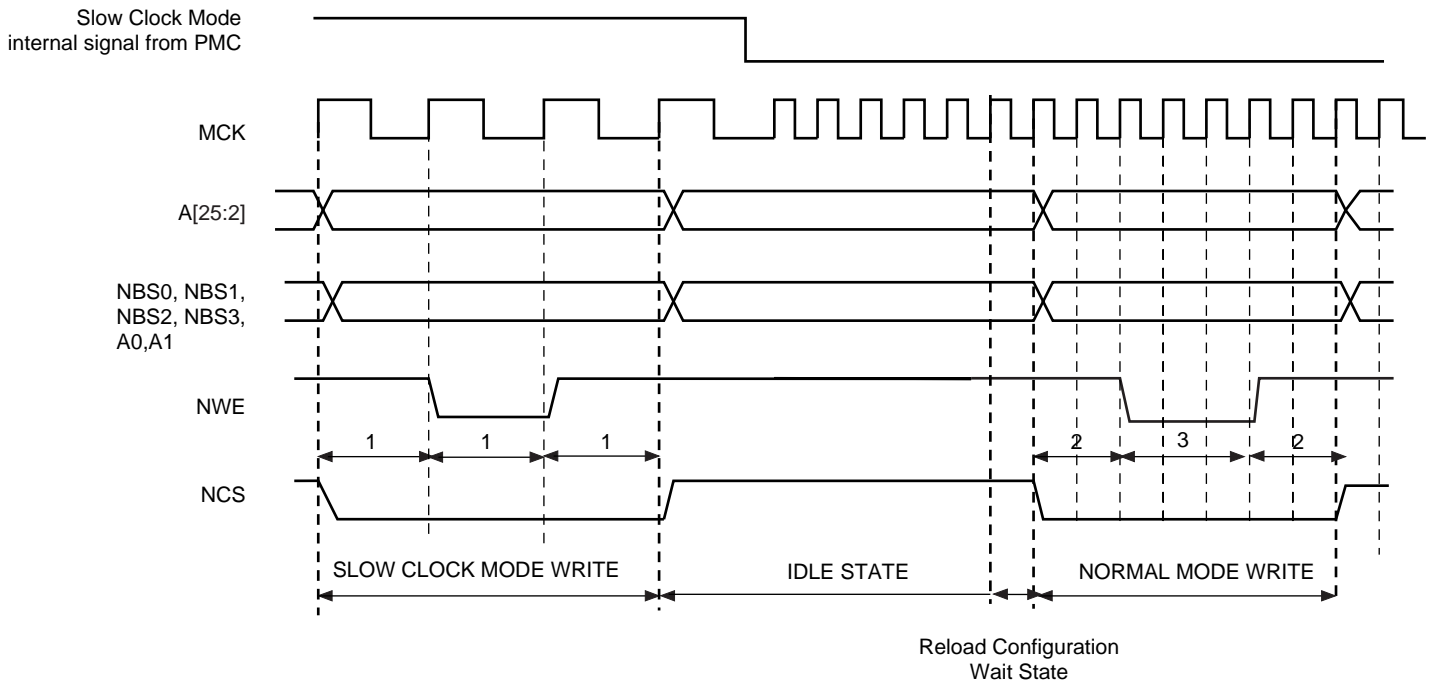 Slow Clock Mode
internal signal from PMC
MCK
A[25:2]
NBS0, NBS1,
NBS2, NBS3,
A0,A1
NWE
1 1 1 2 3 2
NCS
SLOW CLOCK MODE WRITE IDLE STATE NORMAL MODE WRITE
Reload Configuration
Wait State